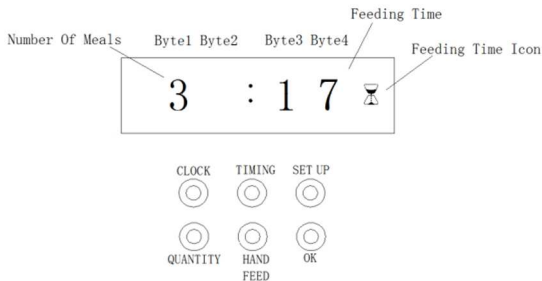 Feeding Time
Number Of Meals
Byte1 Byte2 Byte3 Byte4
Feeding Time Icon
3 : 1 7
CLOCK TIMING SET UP
QUANTITY HAND FEED OK